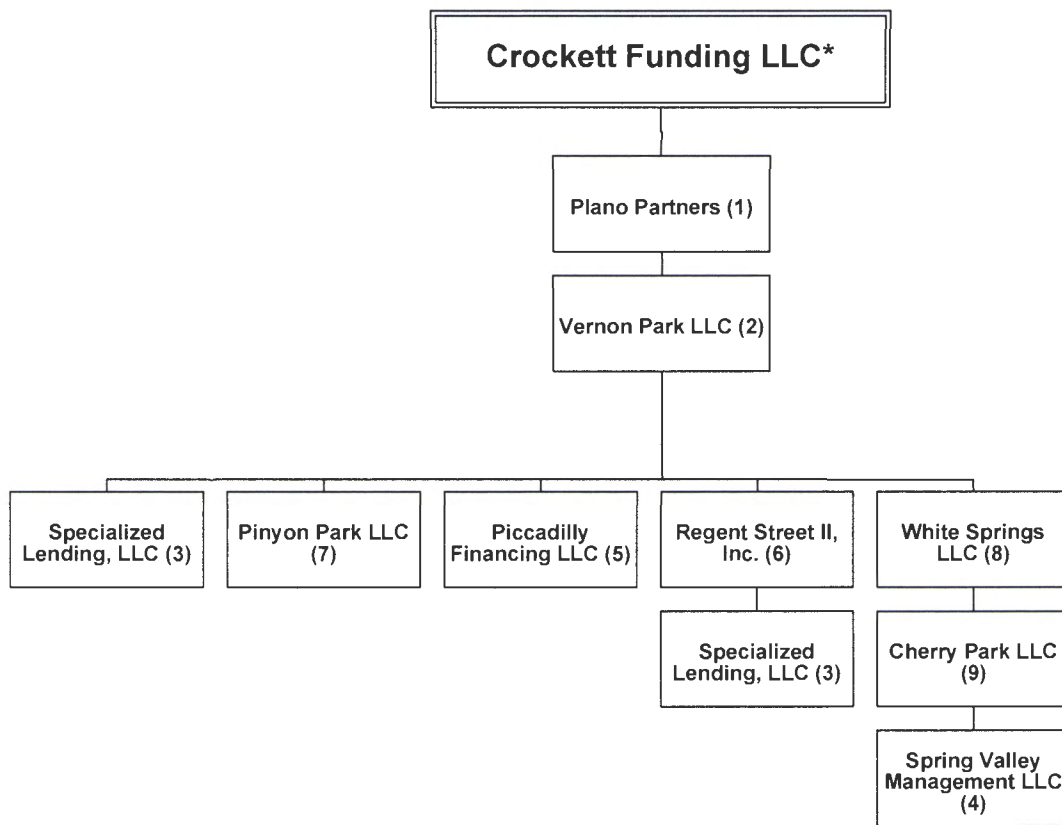 Crockett Funding LLC*
Plano Partners (1)
Vernon Park LLC (2)
Specialized
Lending, LLC (3)
Pinyon Park LLC
(7)
Piccadilly
Financing LLC (5)
Regent Street II,
Inc. (6)
White Springs
LLC (8)
Specialized
Lending, LLC (3)
Cherry Park LLC
(9)
Spring Valley
Management LLC
(4)